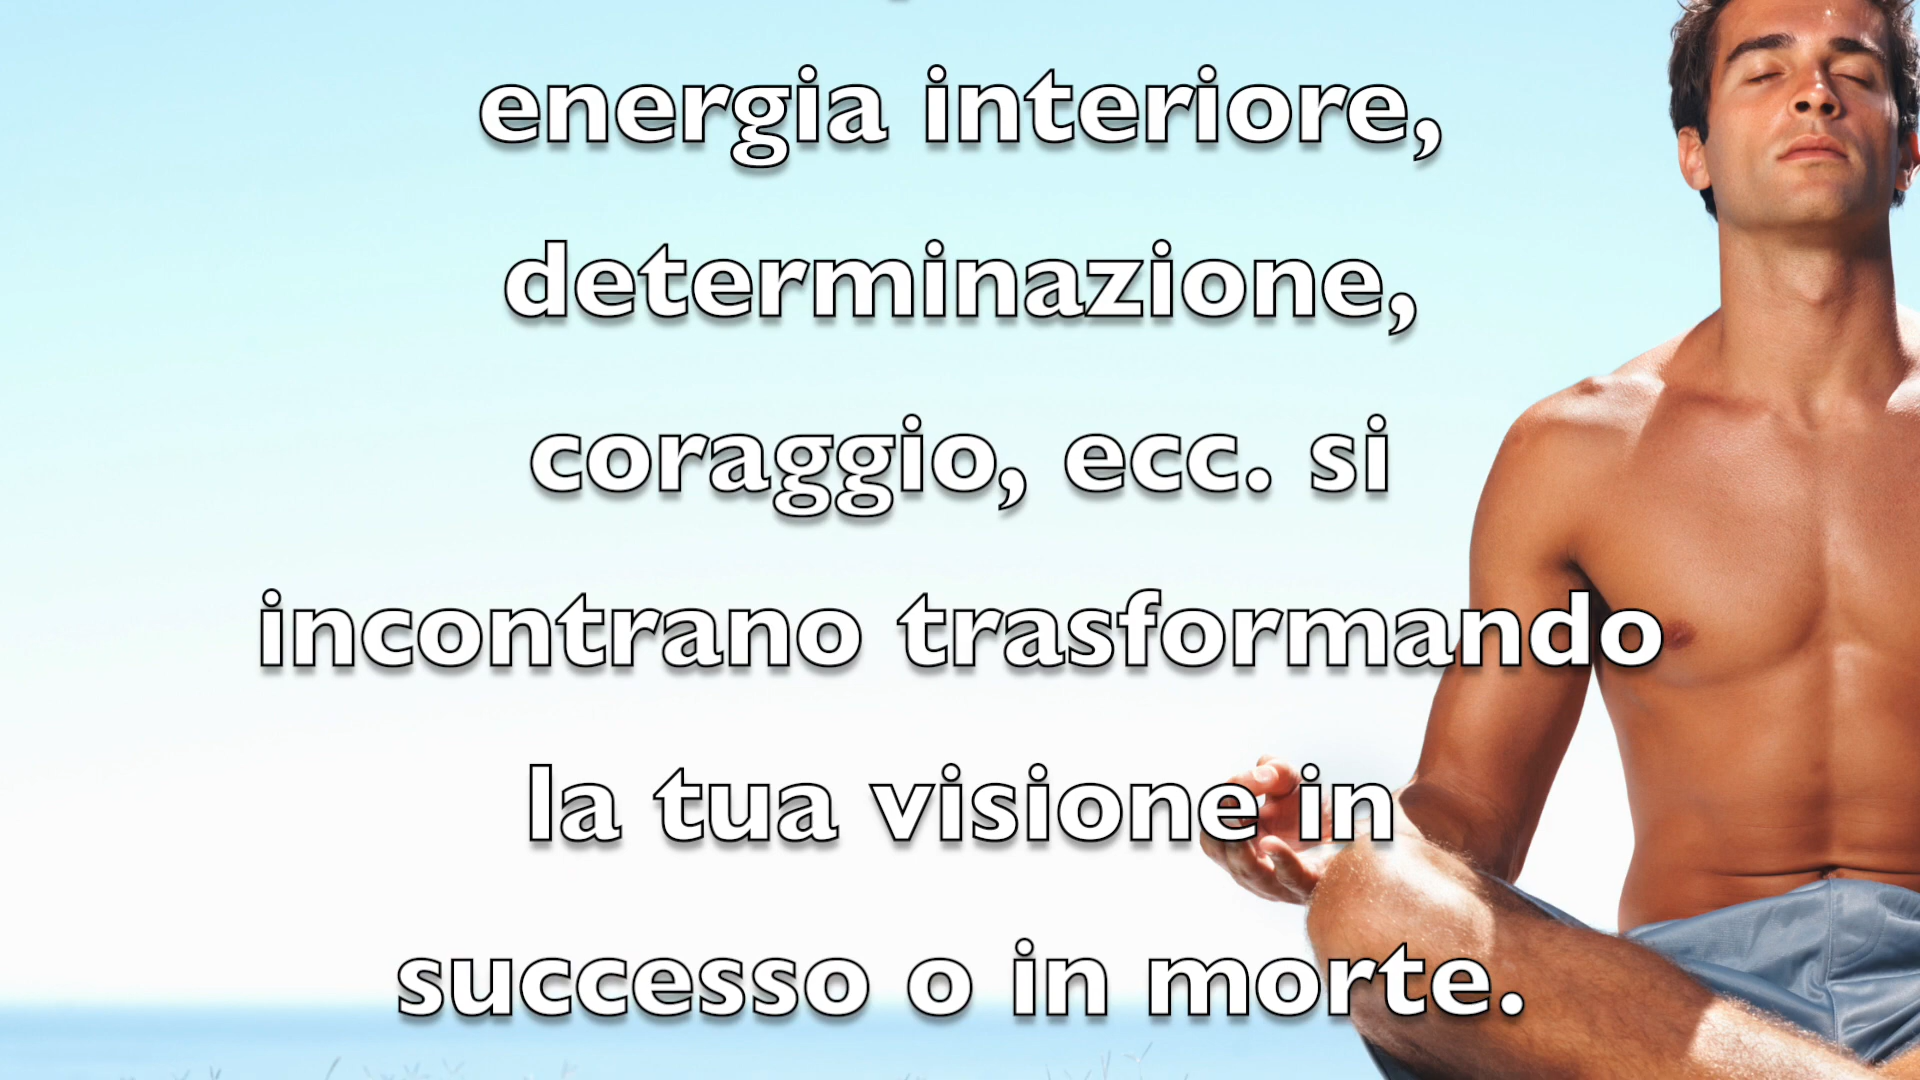 energia interiore,
determinazione,
coraggio, ecc. si
incontrano trasformando
la tua visione in
successo o in morte.